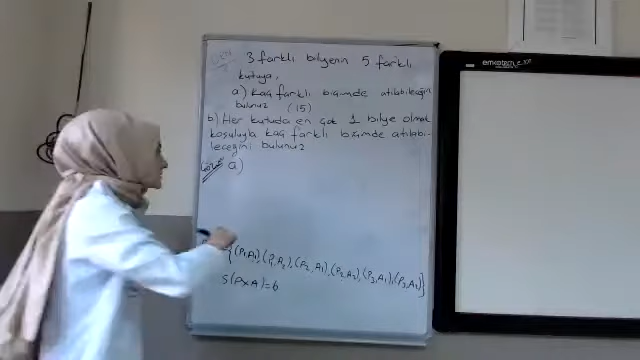 3 farklı bilyenin 5 farklı
kutuya,
a) Kaç farklı biçimde atılabileceğini
bulunuz (15)
b) Her kutuda en çok 1 bilye olmak
koşuluyla kaç farklı biçimde atılabi-
leceğini bulunuz
a)
{(P1,A1),(P1,A2),(P2,A1),(P2,A2),(P3,A1),(P3,A2)}
S(PxA)=6